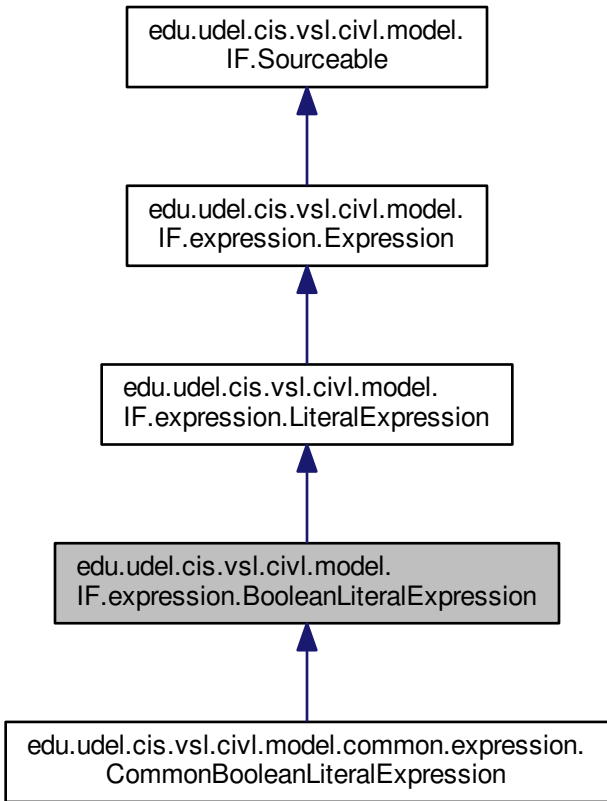 edu.udel.cis.vsl.civl.model.
IF.Sourceable
edu.udel.cis.vsl.civl.model.
IF.expression.Expression
edu.udel.cis.vsl.civl.model.
IF.expression.LiteralExpression
edu.udel.cis.vsl.civl.model.
IF.expression.BooleanLiteralExpression
edu.udel.cis.vsl.civl.model.common.expression.
CommonBooleanLiteralExpression